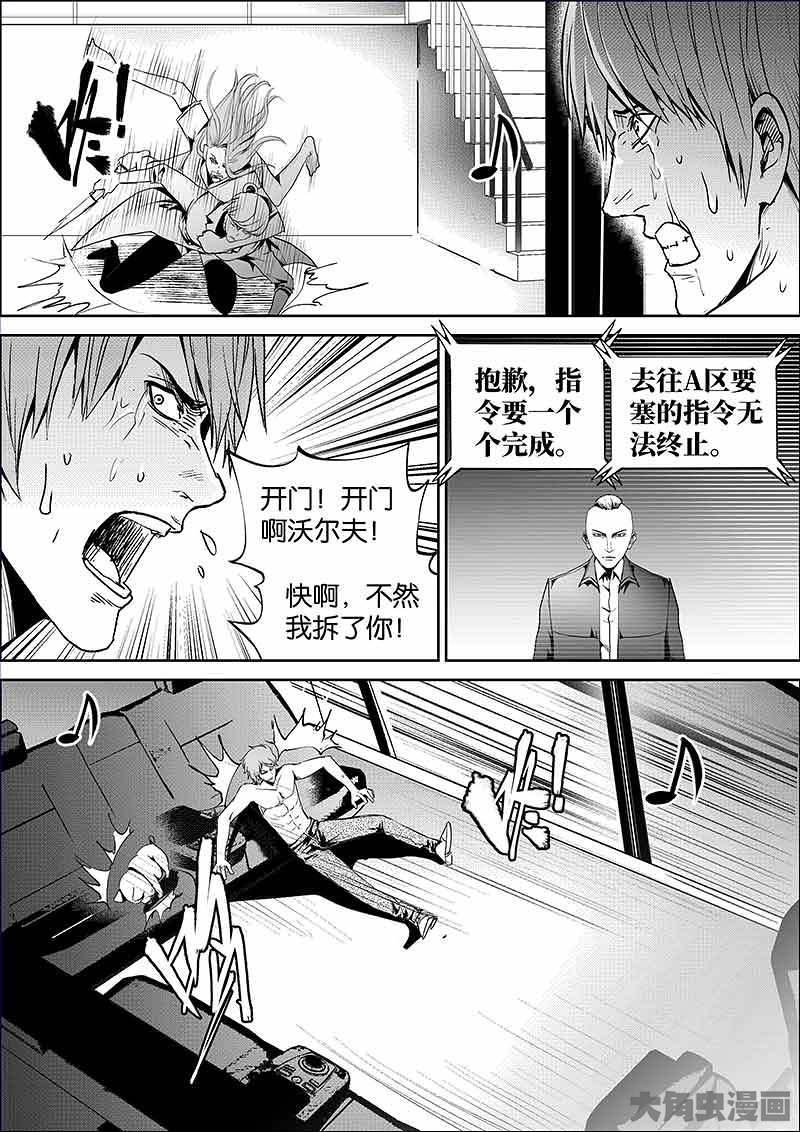 咚!
去往A区要
塞的指令无
法终止。
抱歉，指
令要一个
个完成。
开门！开门
啊沃尔夫！
快啊，不然
我拆了你！
大角虫漫画